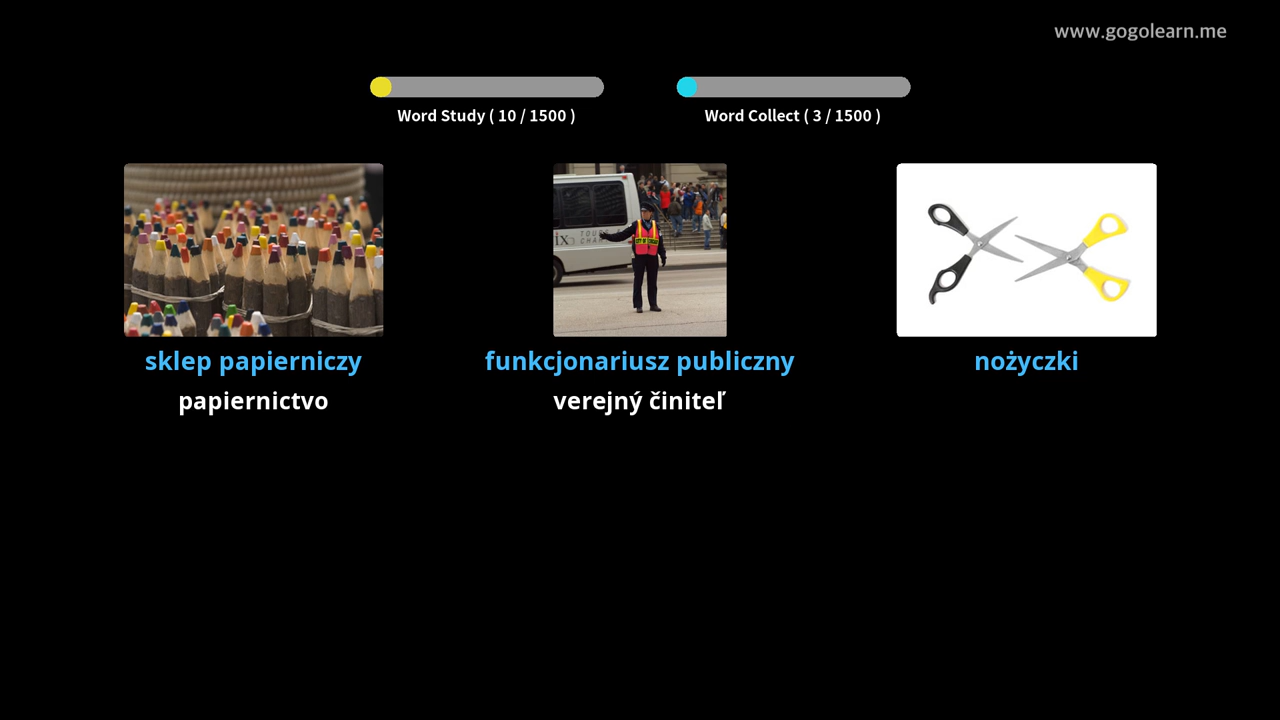 www.gogolearn.me
Word Study ( 10 / 1500 )
Word Collect ( 3 / 1500 )
sklep papierniczy
funkcjonariusz publiczny
nożyczki
papiernictvo
verejný činiteľ